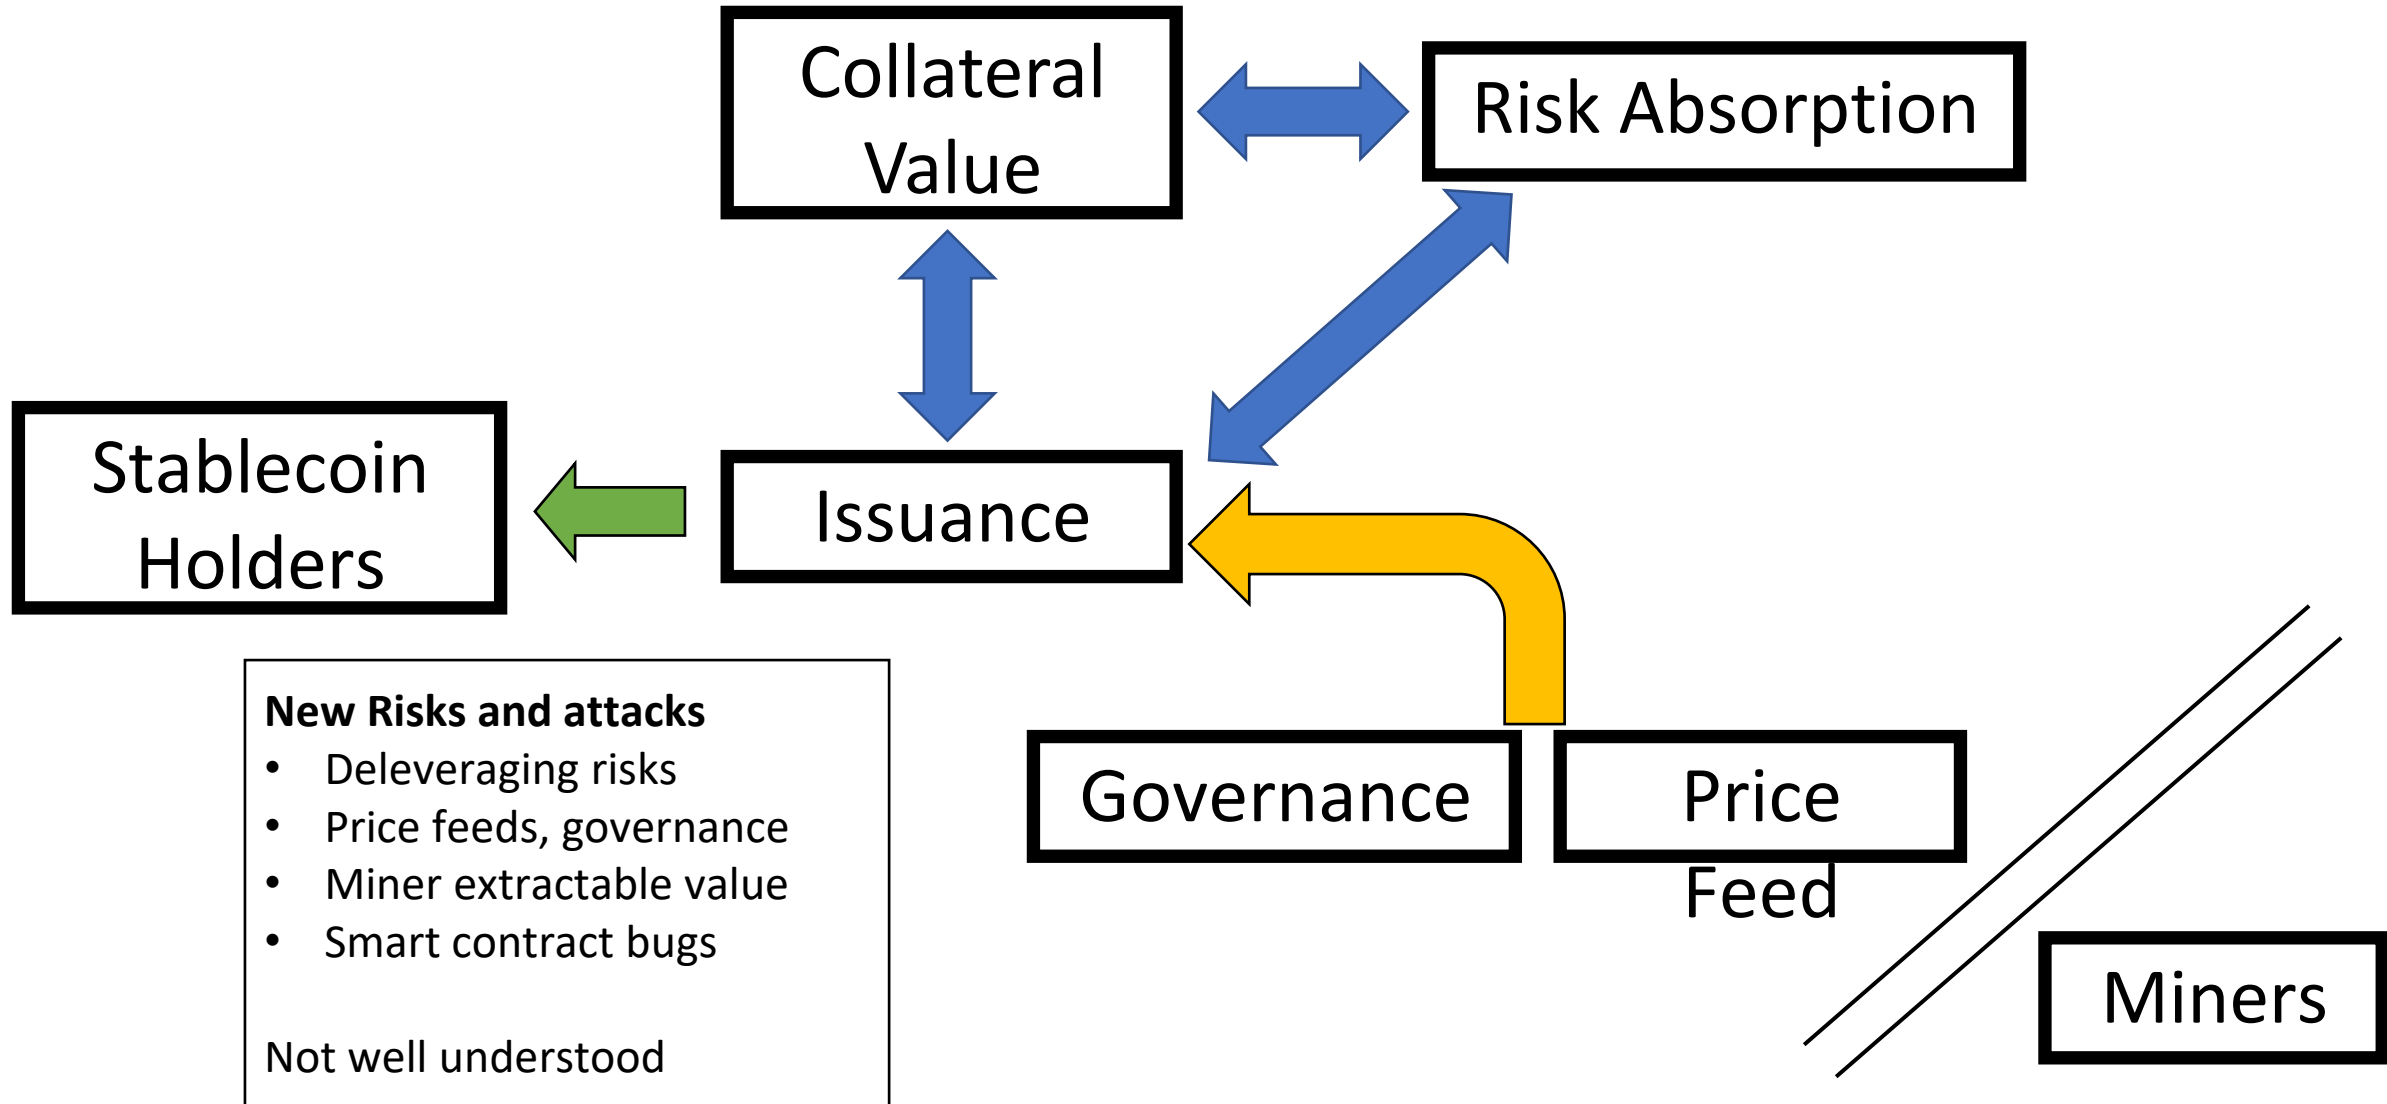 Collateral
Value
Risk Absorption
Stablecoin
Holders
Issuance
New Risks and attacks
• Deleveraging risks
• Price feeds, governance
• Miner extractable value
• Smart contract bugs
Not well understood
Governance
Price
Feed
Miners